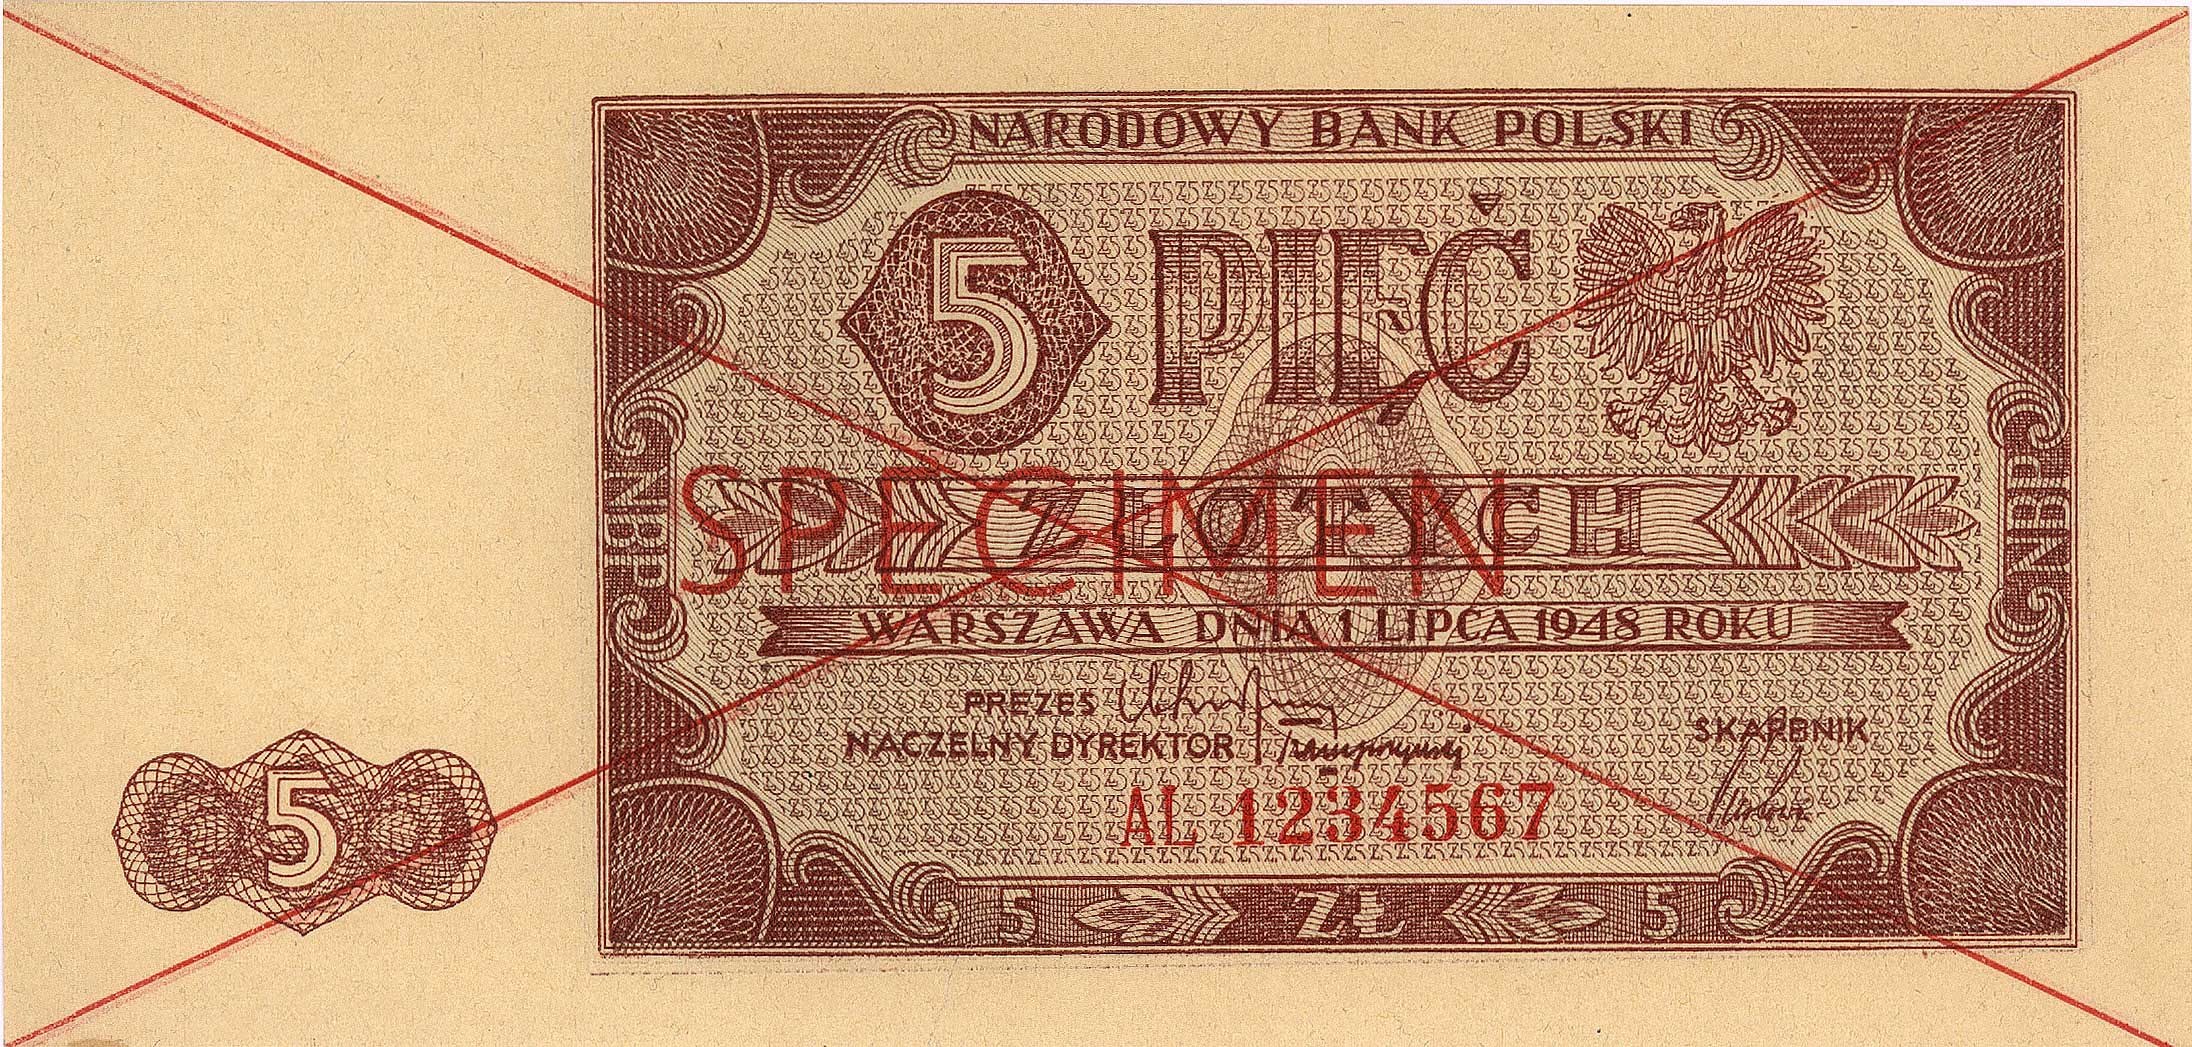 NARODOWY BANK POLSKI
5 PIĘĆ
ZŁOTYCH
SPECIMEN
NBP
NBP
WARSZAWA DNIA 1 LIPCA 1948 ROKU
PREZES
NACZELNY DYREKTOR
SKARBNIK
AL 1234567
5 ZŁ 5
5